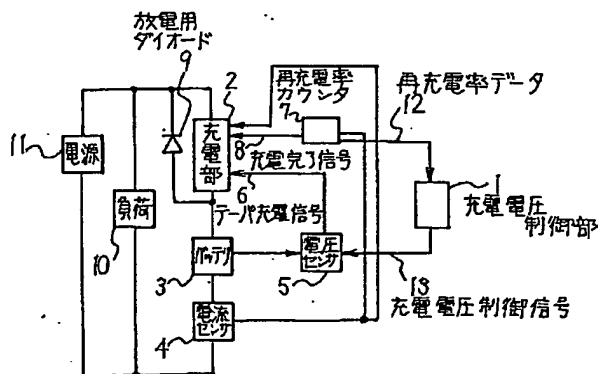 放電用
ダイオード
9
再充電率
カウンタ
2
7
再充電率データ
12
11
電源
充電部
8
充電完了信号
6
1
充電電圧
制御部
負荷
10
テーパ充電信号
3
バッテリ
電圧
センサ
5
13
充電電圧制御信号
電流
センサ
4